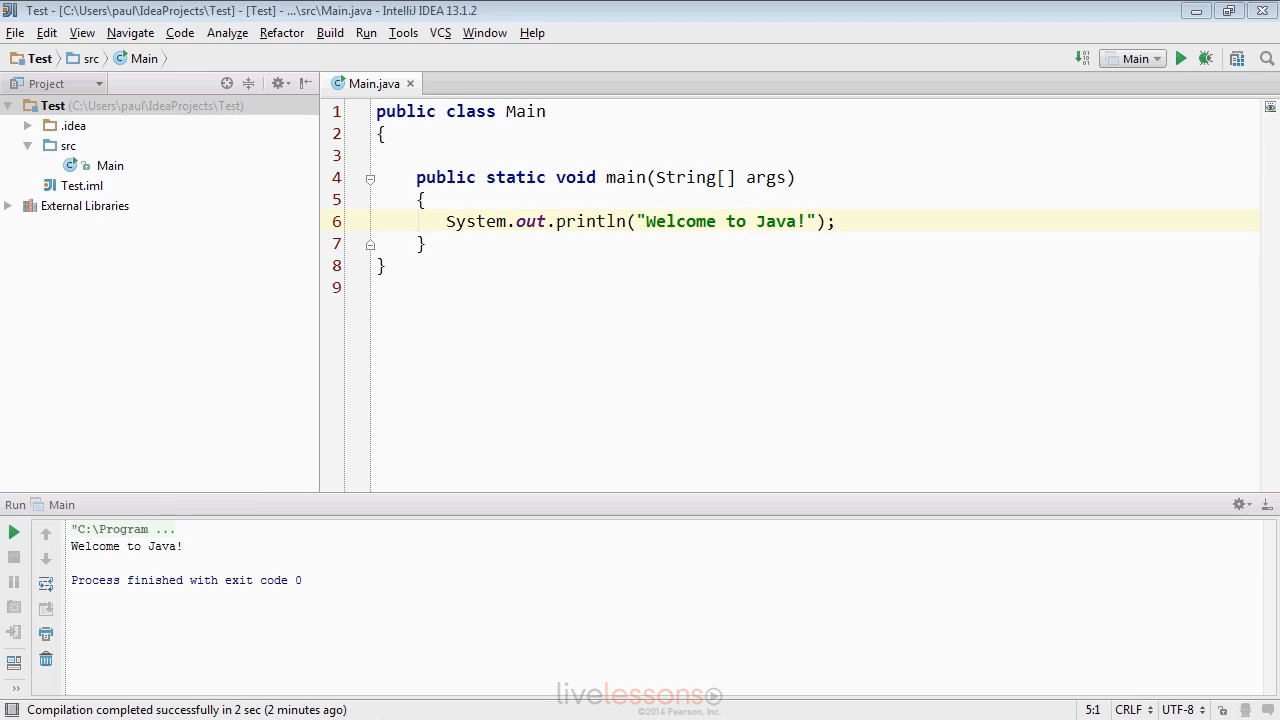 Test - [C:\Users\paul\IdeaProjects\Test] - [Test] - ...\src\Main.java - IntelliJ IDEA 13.1.2
File Edit View Navigate Code Analyze Refactor Build Run Tools VCS Window Help
Test src Main Main
Project Main.java
Test (C:\Users\paul\IdeaProjects\Test)
.idea
src
Main
Test.iml
External Libraries
1 public class Main
2 {
3
4 public static void main(String[] args)
5 {
6 System.out.println("Welcome to Java!");
7 }
8 }
9
Run Main
"C:\Program ...
Welcome to Java!
Process finished with exit code 0
livelessons
©2014 Pearson, Inc.
Compilation completed successfully in 2 sec (2 minutes ago) 5:1 CRLF UTF-8